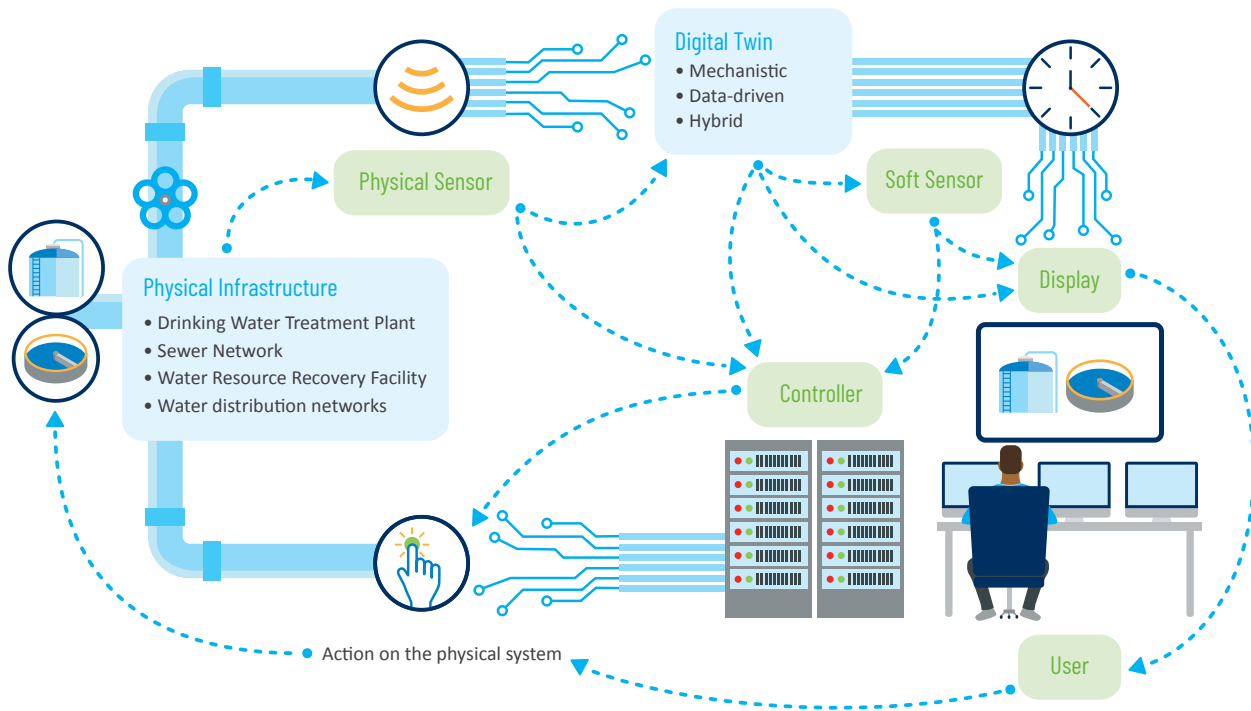 Digital Twin
• Mechanistic
• Data-driven
• Hybrid
Physical Sensor
Soft Sensor
Display
Physical Infrastructure
• Drinking Water Treatment Plant
• Sewer Network
• Water Resource Recovery Facility
• Water distribution networks
Controller
Action on the physical system
User